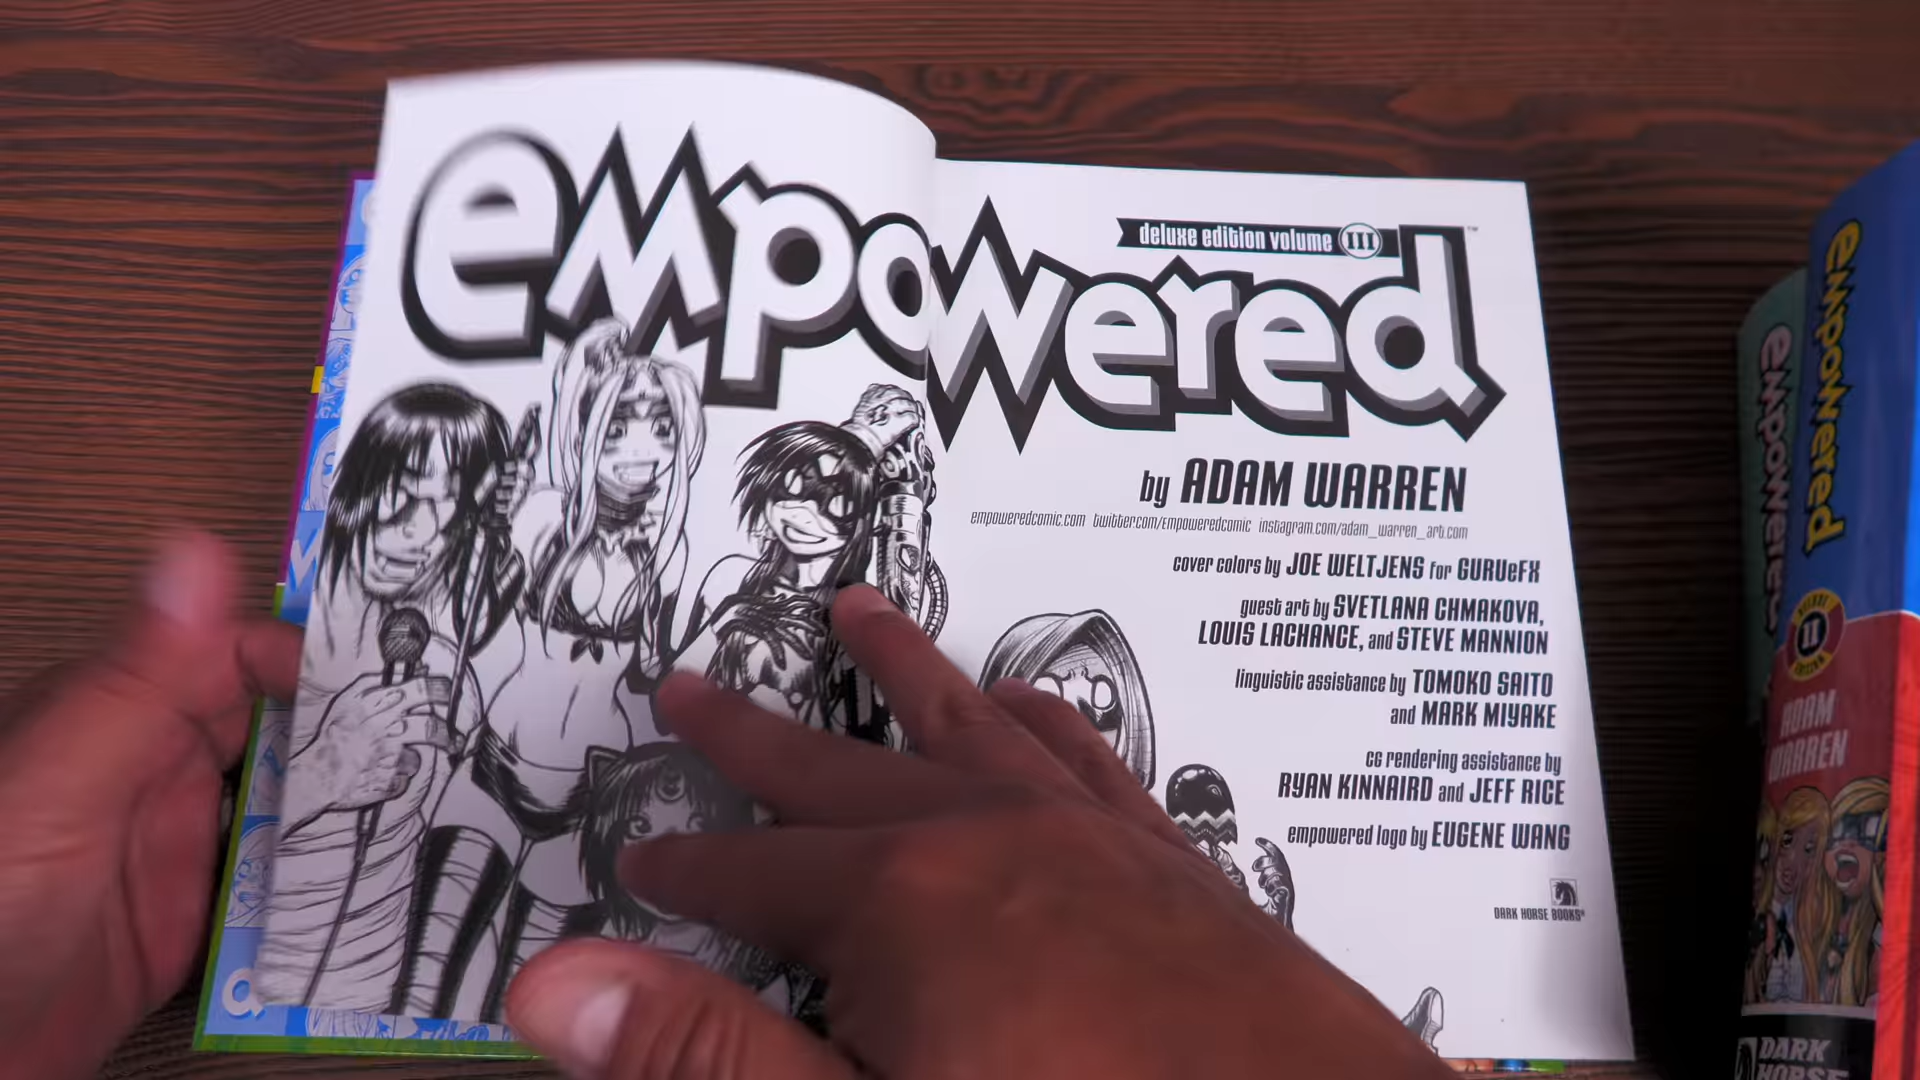 empowered
deluxe edition volume III
by ADAM WARREN
empoweredcomic.com twitter.com/Empoweredcomic instagram.com/adam_warren_art.com
cover colors by JOE WELTJENS for GURUeFX
guest art by SVETLANA CHMAKOVA,
LOUIS LACHANCE, and STEVE MANNION
linguistic assistance by TOMOKO SAITO
and MARK MIYAKE
cg rendering assistance by
RYAN KINNAIRD and JEFF RICE
empowered logo by EUGENE WANG
DARK HORSE BOOKS®
empowered
empowered
DELUXE
II
EDITION
ADAM
WARREN
DARK
HORSE